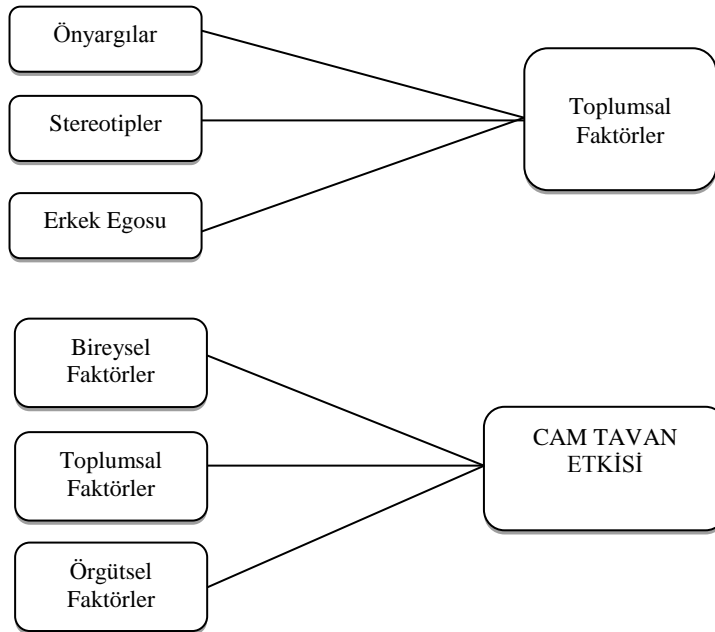 Önyargılar
Stereotipler
Erkek Egosu
Toplumsal
Faktörler
Bireysel
Faktörler
Toplumsal
Faktörler
Örgütsel
Faktörler
CAM TAVAN
ETKİSİ